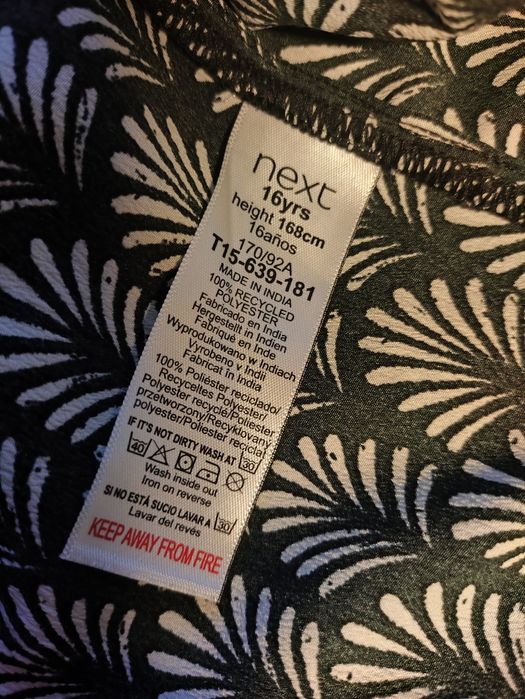 next
16yrs
height 168cm
16años
170/92A
T15-639-181
MADE IN INDIA
100% RECYCLED
POLYESTER
Fabricado en India
Hergestellt in Indien
Fabriqué en Inde
Wyprodukowano w Indiach
Vyrobeno v Indii
Fabricat în India
100% Poliéster reciclado/
Recyceltes Polyester/
Polyester recyclé/Poliester
przetworzony/Recyklovaný
polyester/Poliester reciclat
IF IT'S NOT DIRTY WASH AT 30
40
Wash inside out
Iron on reverse
SI NO ESTÁ SUCIO LAVAR A 30
Lavar del revés
KEEP AWAY FROM FIRE